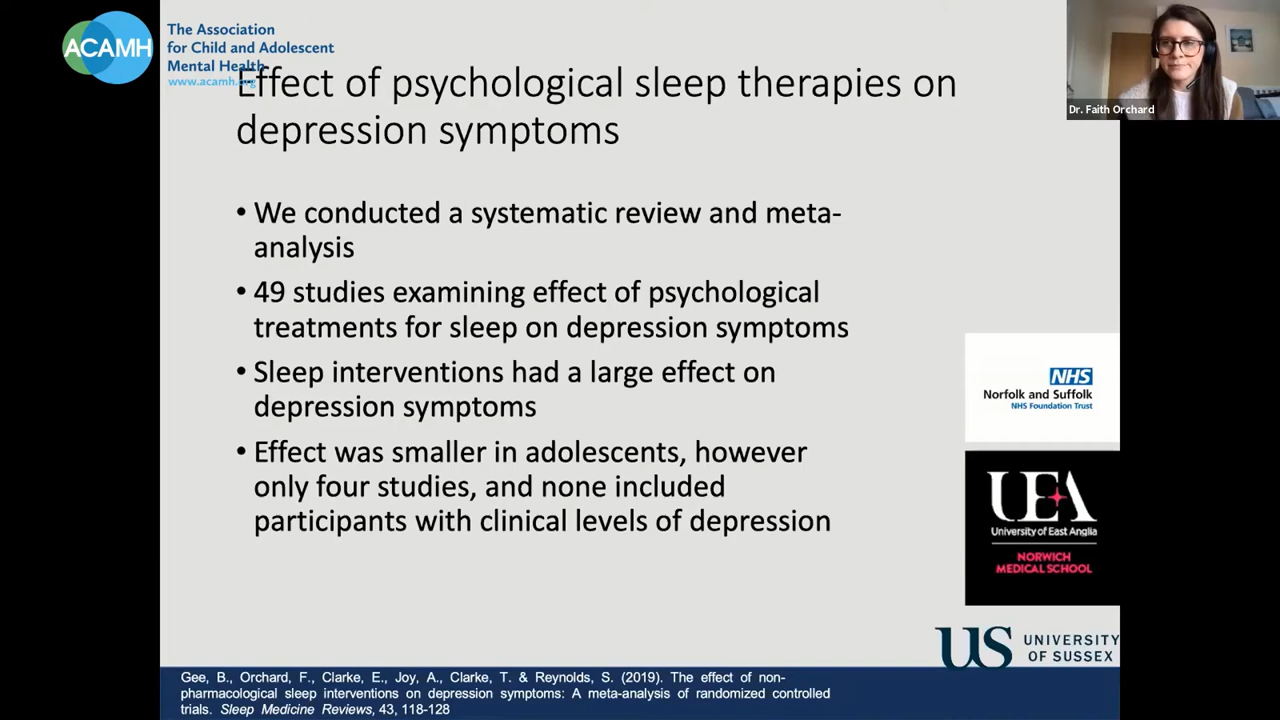 ACAMH
The Association
for Child and Adolescent
Mental Health
www.acamh.org
Effect of psychological sleep therapies on
depression symptoms
Dr. Faith Orchard
• We conducted a systematic review and meta-
analysis
• 49 studies examining effect of psychological
treatments for sleep on depression symptoms
• Sleep interventions had a large effect on
depression symptoms
• Effect was smaller in adolescents, however
only four studies, and none included
participants with clinical levels of depression
NHS
Norfolk and Suffolk
NHS Foundation Trust
UEA
University of East Anglia
NORWICH
MEDICAL SCHOOL
US UNIVERSITY
OF SUSSEX
Gee, B., Orchard, F., Clarke, E., Joy, A., Clarke, T. & Reynolds, S. (2019). The effect of non-
pharmacological sleep interventions on depression symptoms: A meta-analysis of randomized controlled
trials. Sleep Medicine Reviews, 43, 118-128